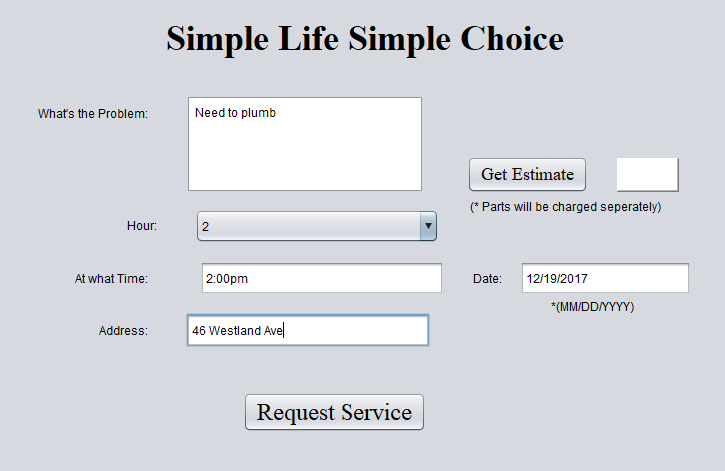 Simple Life Simple Choice
What's the Problem:
Need to plumb
Get Estimate
(* Parts will be charged seperately)
Hour:
2
At what Time:
2:00pm
Date:
12/19/2017
*(MM/DD/YYYY)
Address:
46 Westland Ave
Request Service